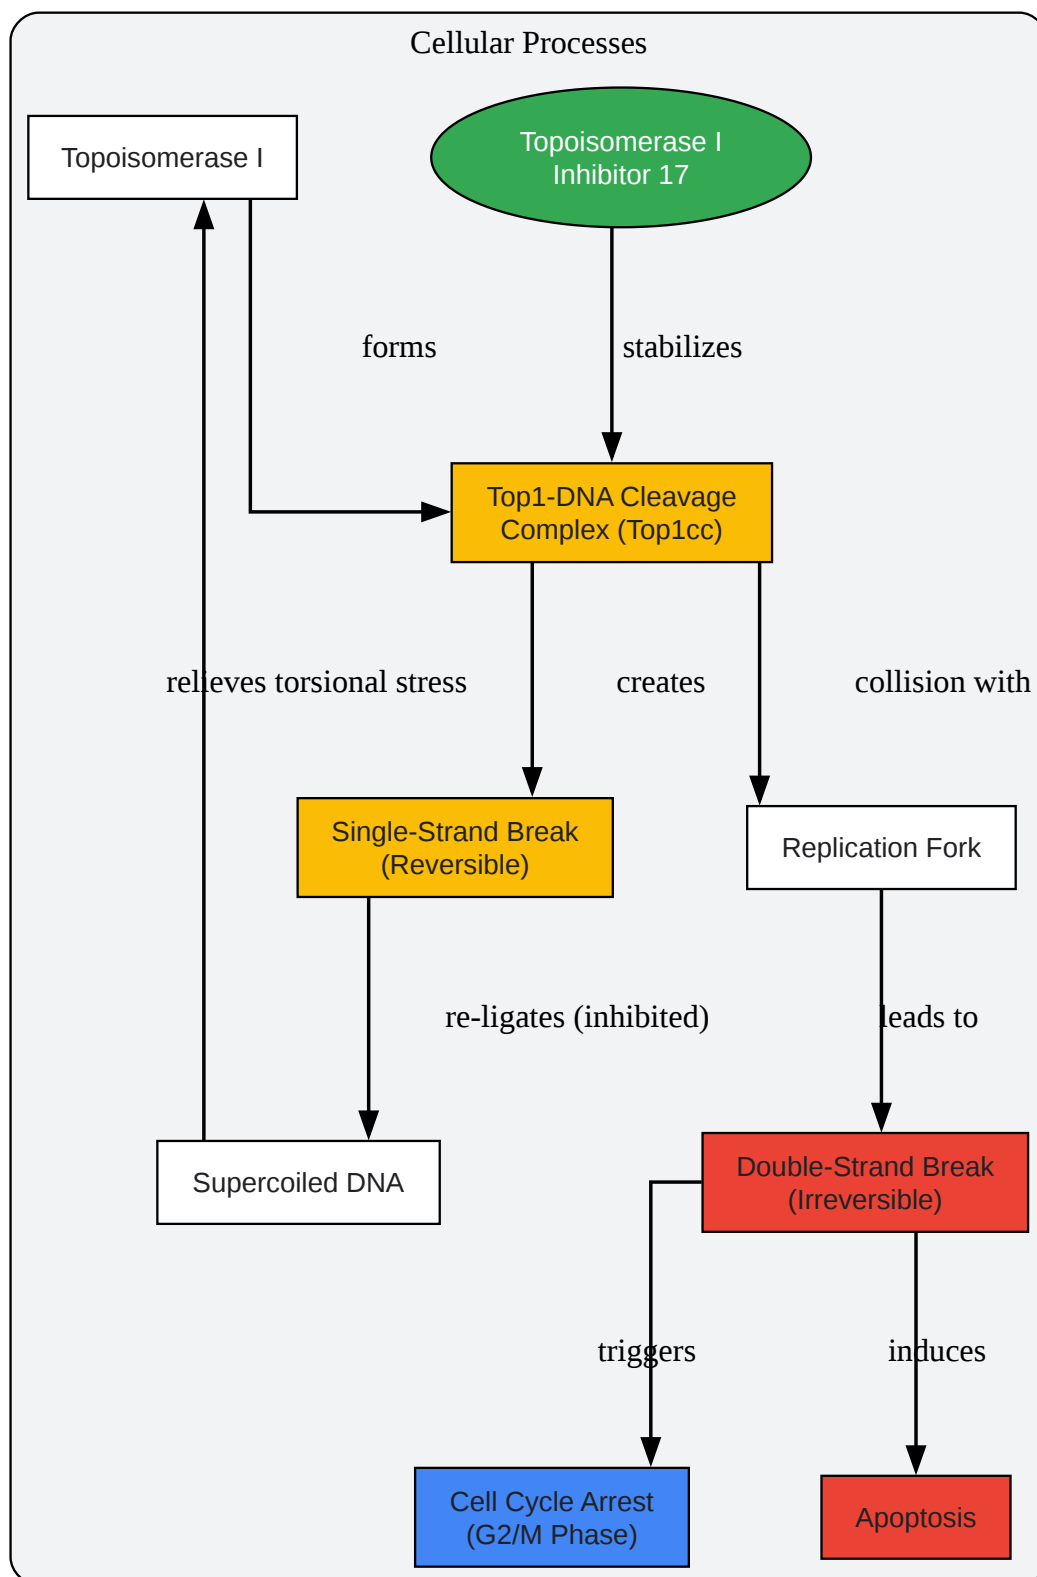 Cellular Processes
Topoisomerase I
Topoisomerase I
Inhibitor 17
forms
stabilizes
Top1-DNA Cleavage
Complex (Top1cc)
relieves torsional stress
creates
collision with
Single-Strand Break
(Reversible)
Replication Fork
re-ligates (inhibited)
leads to
Supercoiled DNA
Double-Strand Break
(Irreversible)
triggers
induces
Cell Cycle Arrest
(G2/M Phase)
Apoptosis